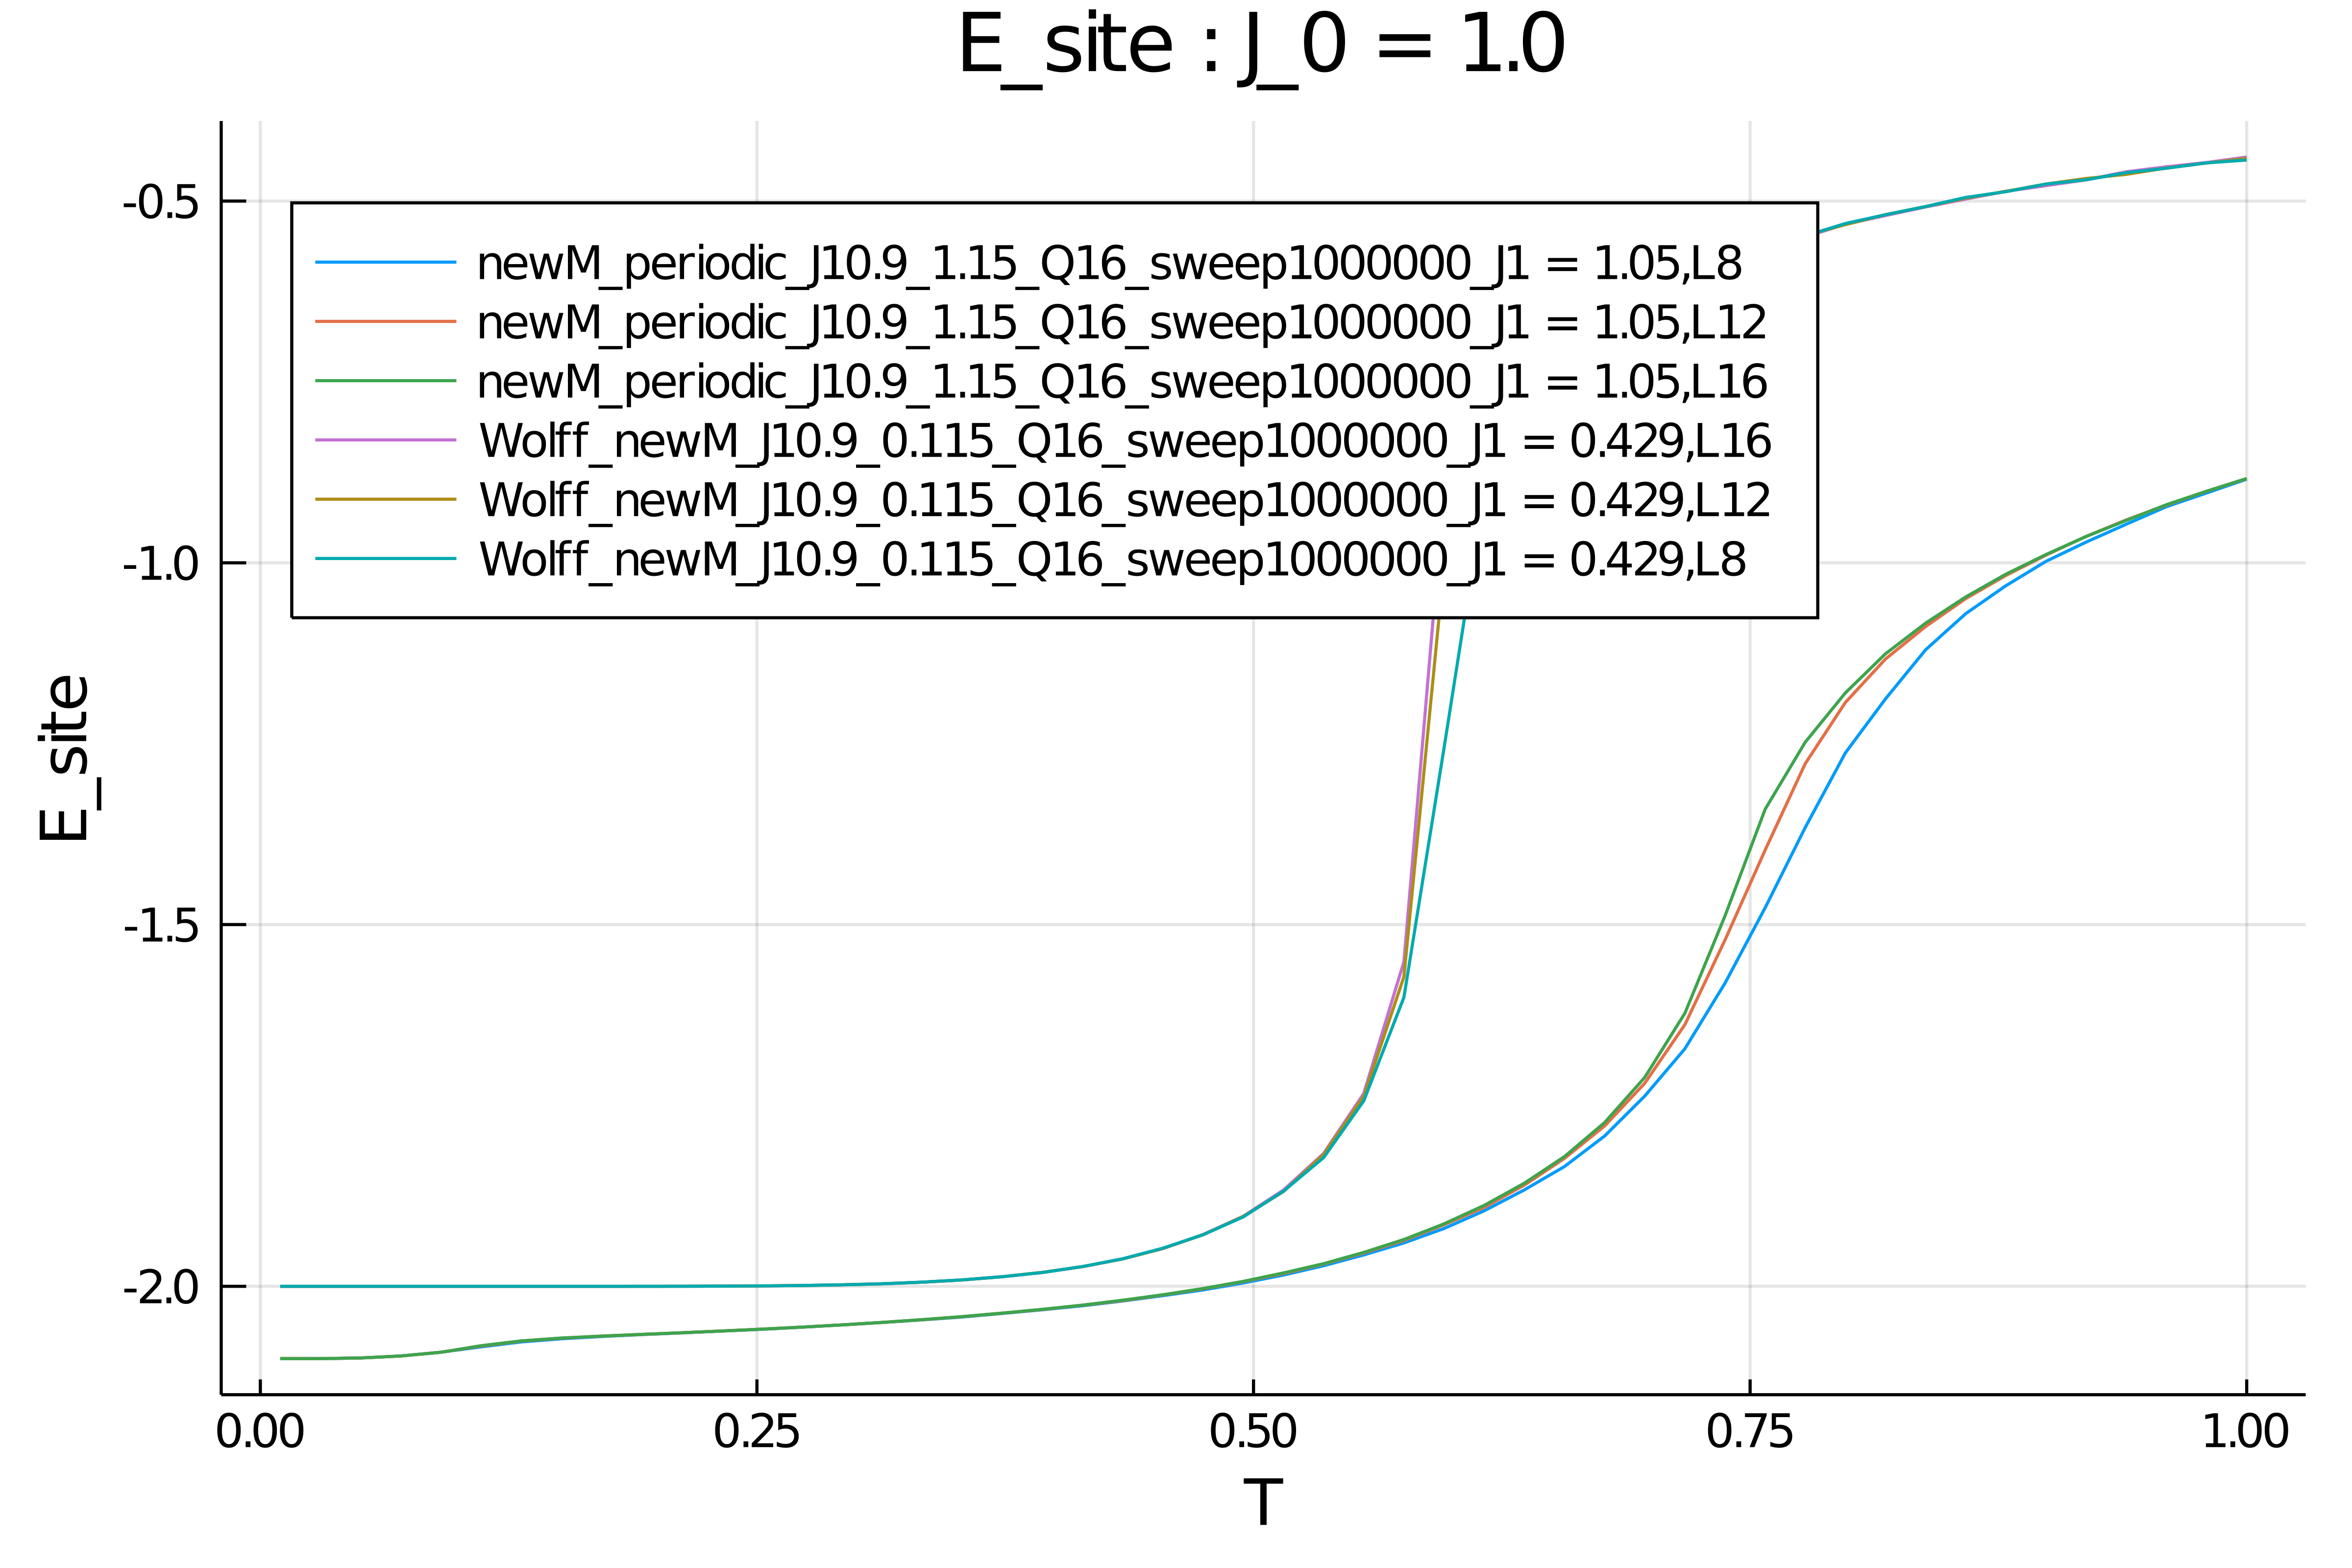 E_site : J_0 = 1.0
-0.5
-1.0
-1.5
-2.0
E_site
newM_periodic_J10.9_1.15_Q16_sweep1000000_J1 = 1.05,L8
newM_periodic_J10.9_1.15_Q16_sweep1000000_J1 = 1.05,L12
newM_periodic_J10.9_1.15_Q16_sweep1000000_J1 = 1.05,L16
Wolff_newM_J10.9_0.115_Q16_sweep1000000_J1 = 0.429,L16
Wolff_newM_J10.9_0.115_Q16_sweep1000000_J1 = 0.429,L12
Wolff_newM_J10.9_0.115_Q16_sweep1000000_J1 = 0.429,L8
0.00 0.25 0.50 0.75 1.00
T